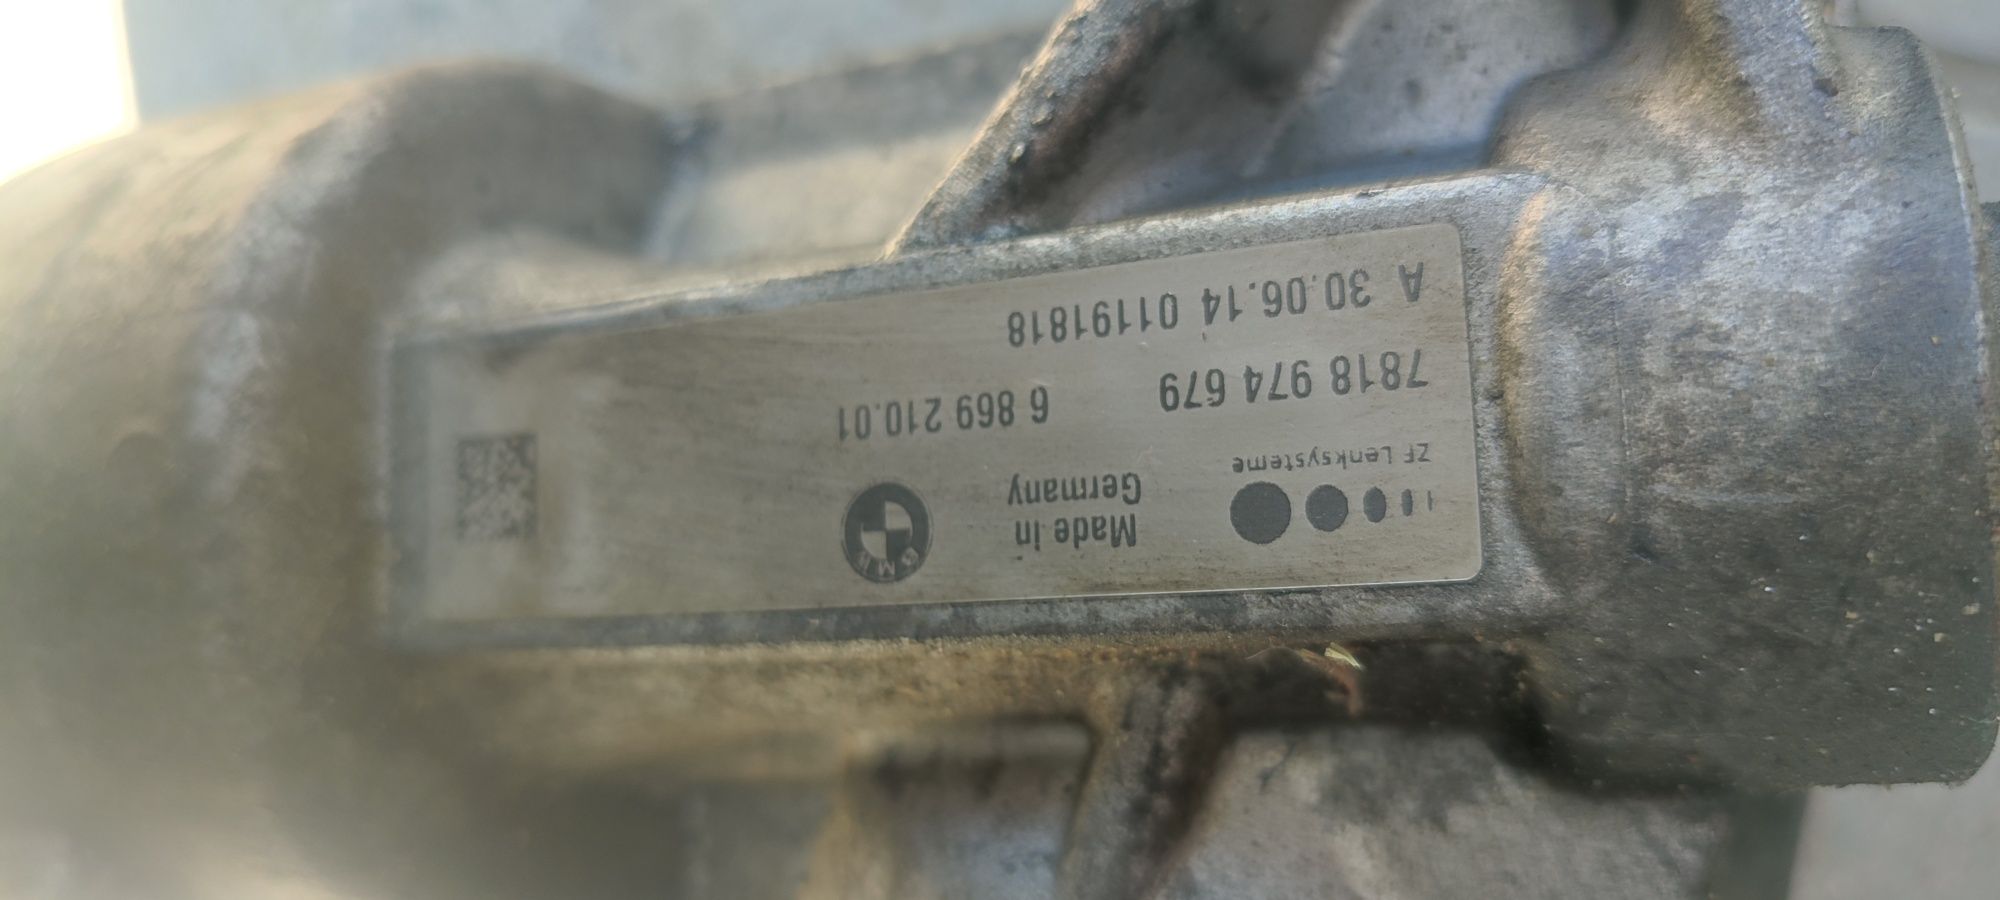 ZF Lenksysteme
Made in
Germany
BMW
7818 974 679
6 869 210.01
A 30.06.14 01191818